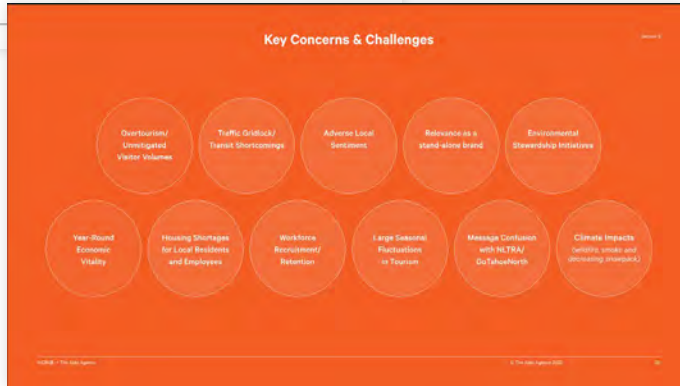 Key Concerns & Challenges
Overtourism/
Unmitigated
Visitor Volumes
Traffic Gridlock/
Transit Shortcomings
Adverse Local
Sentiment
Relevance as a
stand-alone brand
Environmental
Stewardship Initiatives
Year-Round
Economic
Vitality
Housing Shortages
for Local Residents
and Employees
Workforce
Recruitment/
Retention
Large Seasonal
Fluctuations
in Tourism
Message Confusion
with NLTRA/
GoTahoeNorth
Climate Impacts
(wildfire, smoke and
decreasing snowpack)